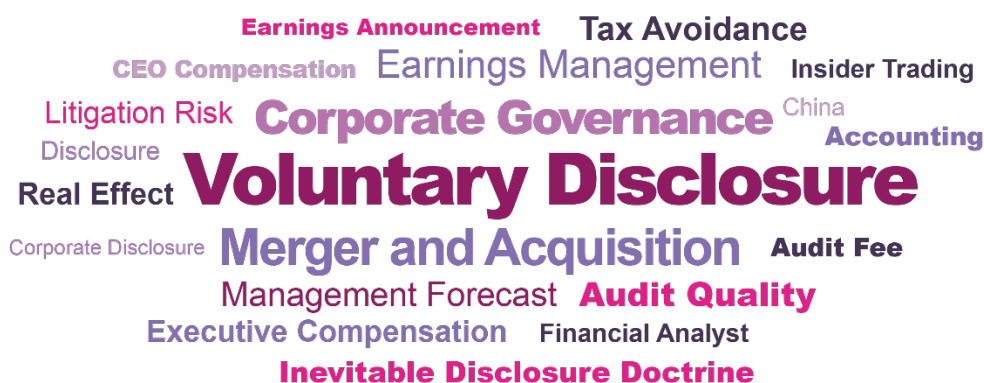 Earnings Announcement Tax Avoidance
CEO Compensation Earnings Management Insider Trading
Litigation Risk Corporate Governance China
Accounting
Disclosure
Real Effect Voluntary Disclosure
Corporate Disclosure Merger and Acquisition Audit Fee
Management Forecast Audit Quality
Executive Compensation Financial Analyst
Inevitable Disclosure Doctrine